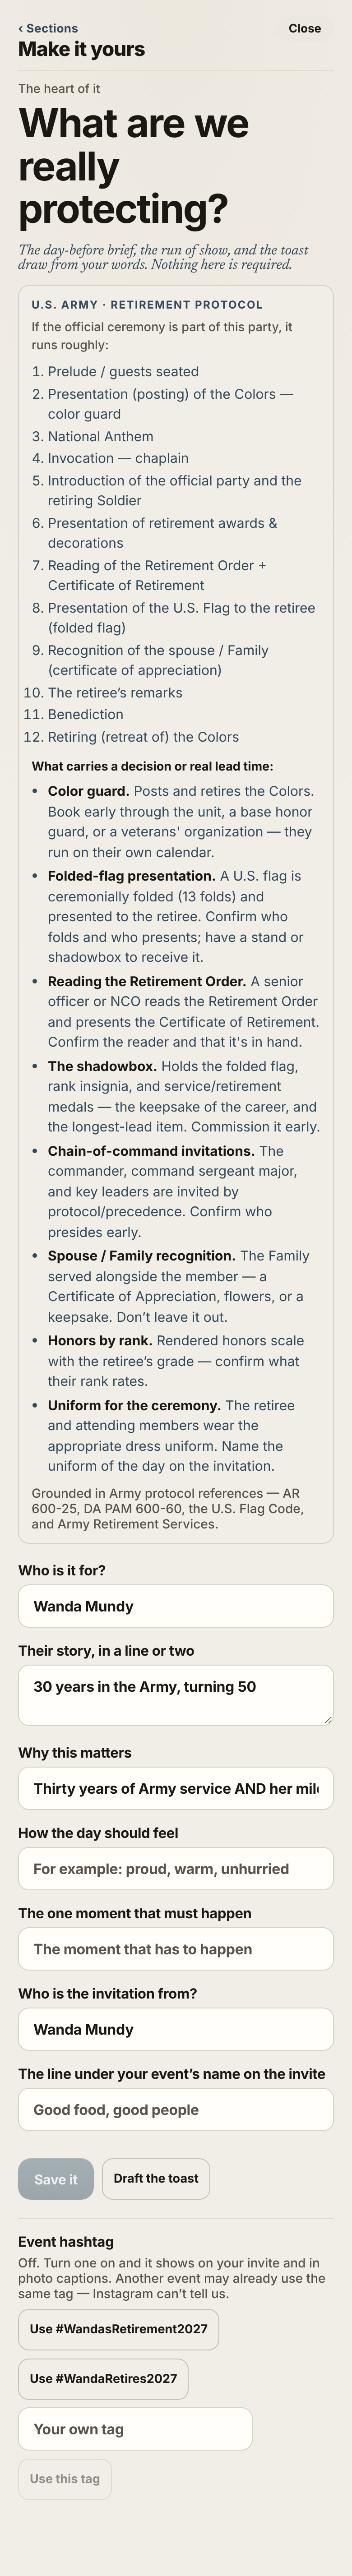 ‹ Sections
Close
Make it yours
The heart of it
What are we
really
protecting?
The day-before brief, the run of show, and the toast
draw from your words. Nothing here is required.
U.S. ARMY · RETIREMENT PROTOCOL
If the official ceremony is part of this party, it
runs roughly:
1. Prelude / guests seated
2. Presentation (posting) of the Colors —
color guard
3. National Anthem
4. Invocation — chaplain
5. Introduction of the official party and the
retiring Soldier
6. Presentation of retirement awards &
decorations
7. Reading of the Retirement Order +
Certificate of Retirement
8. Presentation of the U.S. Flag to the retiree
(folded flag)
9. Recognition of the spouse / Family
(certificate of appreciation)
10. The retiree’s remarks
11. Benediction
12. Retiring (retreat of) the Colors
What carries a decision or real lead time:
• Color guard. Posts and retires the Colors.
Book early through the unit, a base honor
guard, or a veterans' organization — they
run on their own calendar.
• Folded-flag presentation. A U.S. flag is
ceremonially folded (13 folds) and
presented to the retiree. Confirm who
folds and who presents; have a stand or
shadowbox to receive it.
• Reading the Retirement Order. A senior
officer or NCO reads the Retirement Order
and presents the Certificate of Retirement.
Confirm the reader and that it's in hand.
• The shadowbox. Holds the folded flag,
rank insignia, and service/retirement
medals — the keepsake of the career, and
the longest-lead item. Commission it early.
• Chain-of-command invitations. The
commander, command sergeant major,
and key leaders are invited by
protocol/precedence. Confirm who
presides early.
• Spouse / Family recognition. The Family
served alongside the member — a
Certificate of Appreciation, flowers, or a
keepsake. Don’t leave it out.
• Honors by rank. Rendered honors scale
with the retiree’s grade — confirm what
their rank rates.
• Uniform for the ceremony. The retiree
and attending members wear the
appropriate dress uniform. Name the
uniform of the day on the invitation.
Grounded in Army protocol references — AR
600-25, DA PAM 600-60, the U.S. Flag Code,
and Army Retirement Services.
Who is it for?
Wanda Mundy
Their story, in a line or two
30 years in the Army, turning 50
Why this matters
Thirty years of Army service AND her
How the day should feel
For example: proud, warm, unhurried
The one moment that must happen
The moment that has to happen
Who is the invitation from?
Wanda Mundy
The line under your event’s name on the invite
Good food, good people
Save it
Draft the toast
Event hashtag
Off. Turn one on and it shows on your invite and in
photo captions. Another event may already use the
same tag — Instagram can’t tell us.
Use #WandasRetirement2027
Use #WandaRetires2027
Your own tag
Use this tag